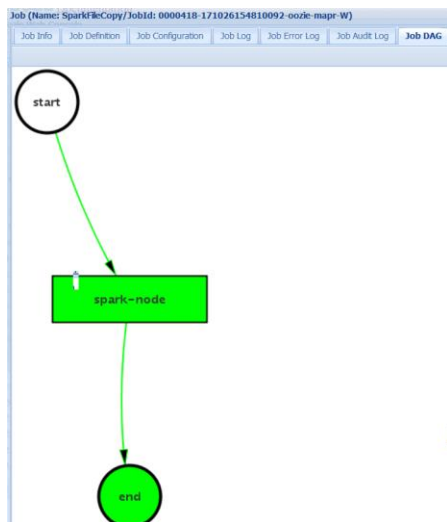 Job (Name: SparkFileCopy/JobId: 0000418-171026154810092-oozie-mapr-W)
Job Info Job Definition Job Configuration Job Log Job Error Log Job Audit Log Job DAG
start
spark-node
end